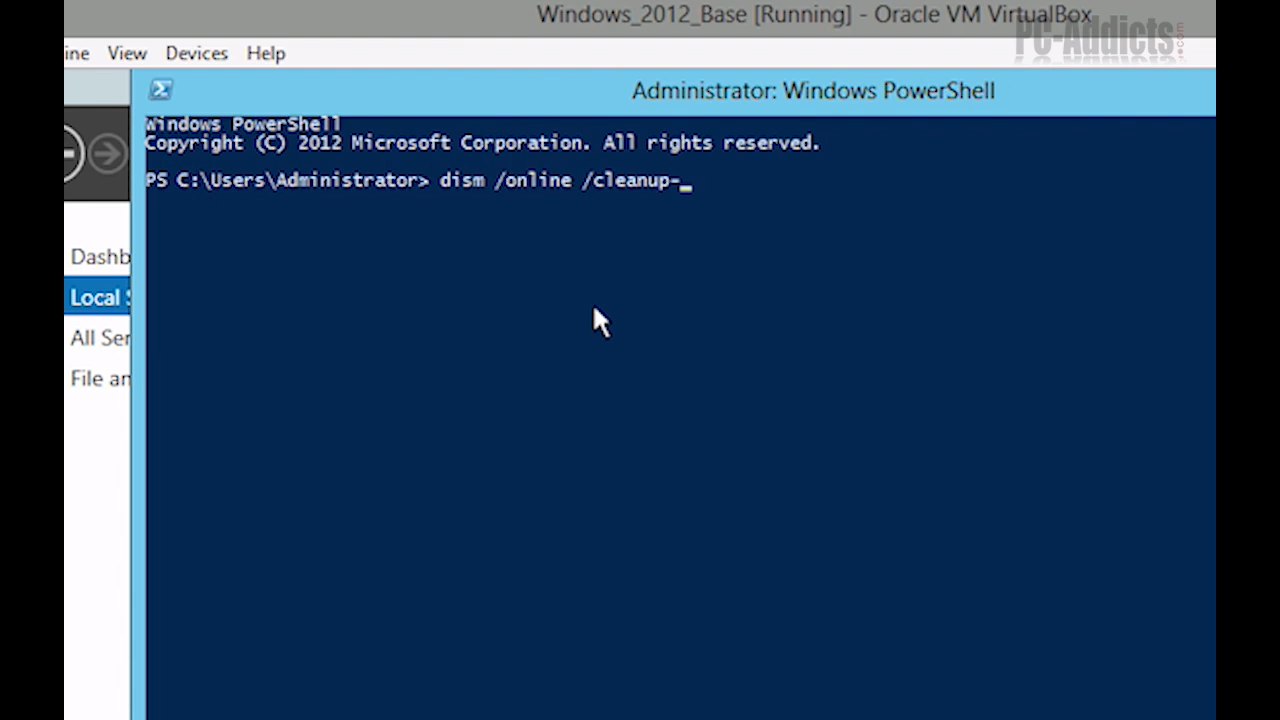 Windows_2012_Base [Running] - Oracle VM VirtualBox
PC-Addicts.com
ine View Devices Help
Administrator: Windows PowerShell
Windows PowerShell
Copyright (C) 2012 Microsoft Corporation. All rights reserved.
PS C:\Users\Administrator> dism /online /cleanup-_
Dashb
Local S
All Ser
File an